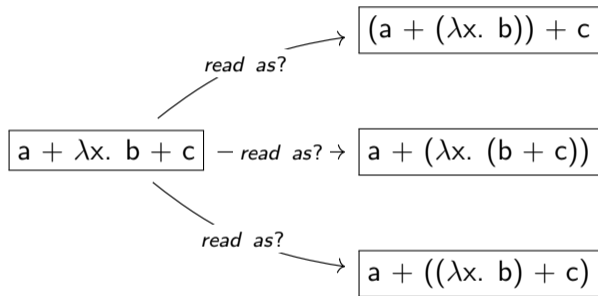 (a + (λx. b)) + c
read as?
a + λx. b + c
read as?
a + (λx. (b + c))
read as?
a + ((λx. b) + c)